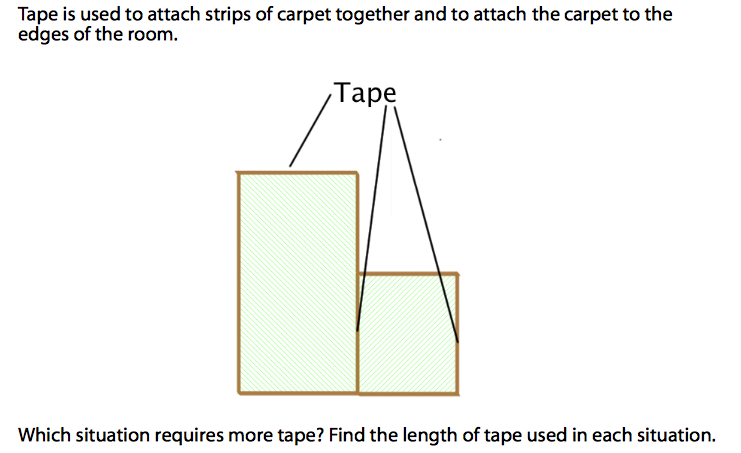 Tape is used to attach strips of carpet together and to attach the carpet to the
edges of the room.
Tape
Which situation requires more tape? Find the length of tape used in each situation.